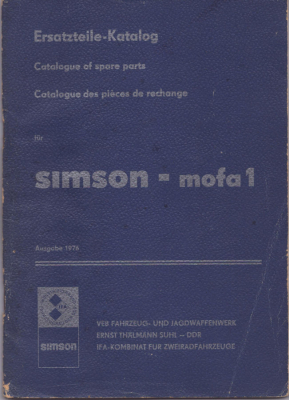 Ersatzteile-Katalog
Catalogue of spare parts
Catalogue des pièces de rechange
für
simson - mofa 1
Ausgabe 1976
simson
VEB FAHRZEUG- UND JAGDWAFFENWERK
ERNST THÄLMANN SUHL – DDR
IFA-KOMBINAT FÜR ZWEIRADFAHRZEUGE